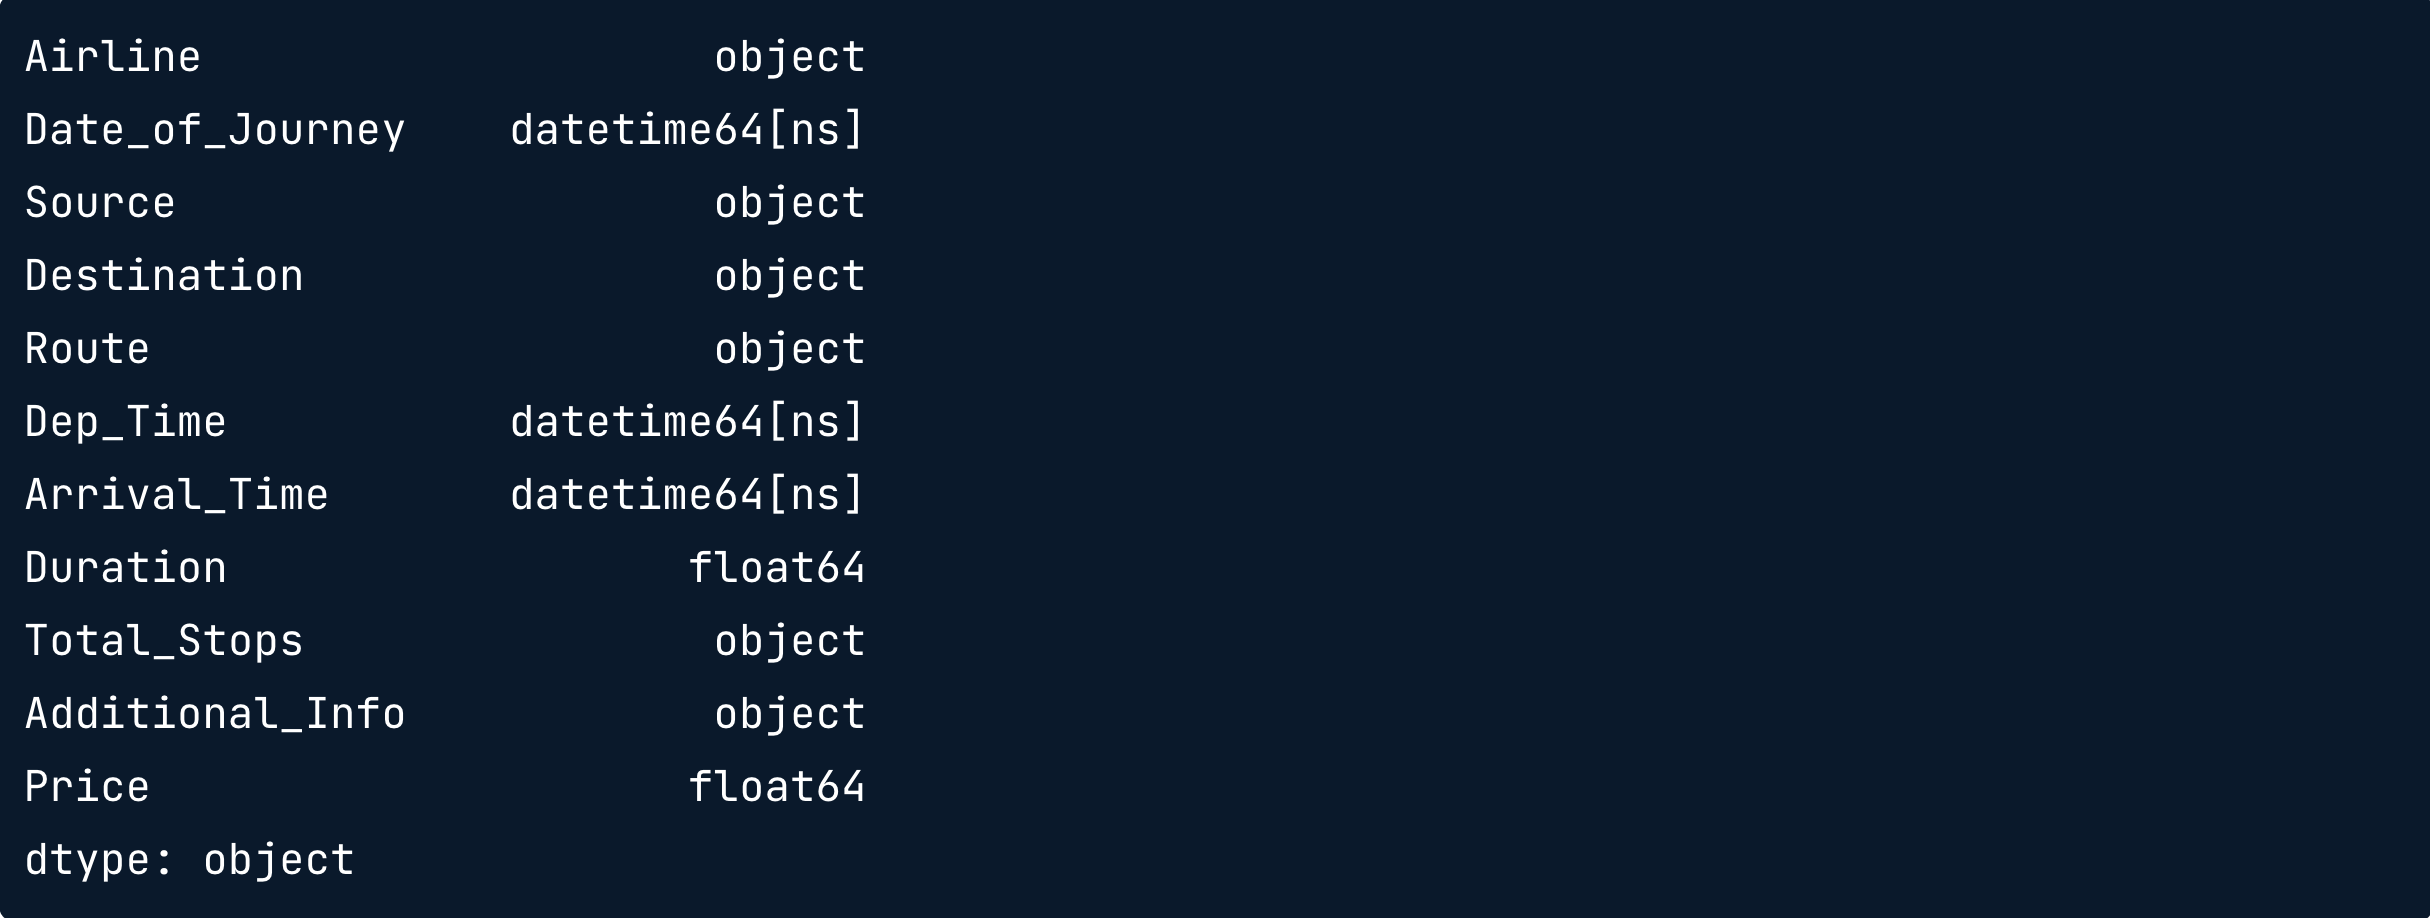 Airline                    object
Date_of_Journey    datetime64[ns]
Source                     object
Destination                object
Route                      object
Dep_Time           datetime64[ns]
Arrival_Time       datetime64[ns]
Duration                  float64
Total_Stops                object
Additional_Info            object
Price                     float64
dtype: object